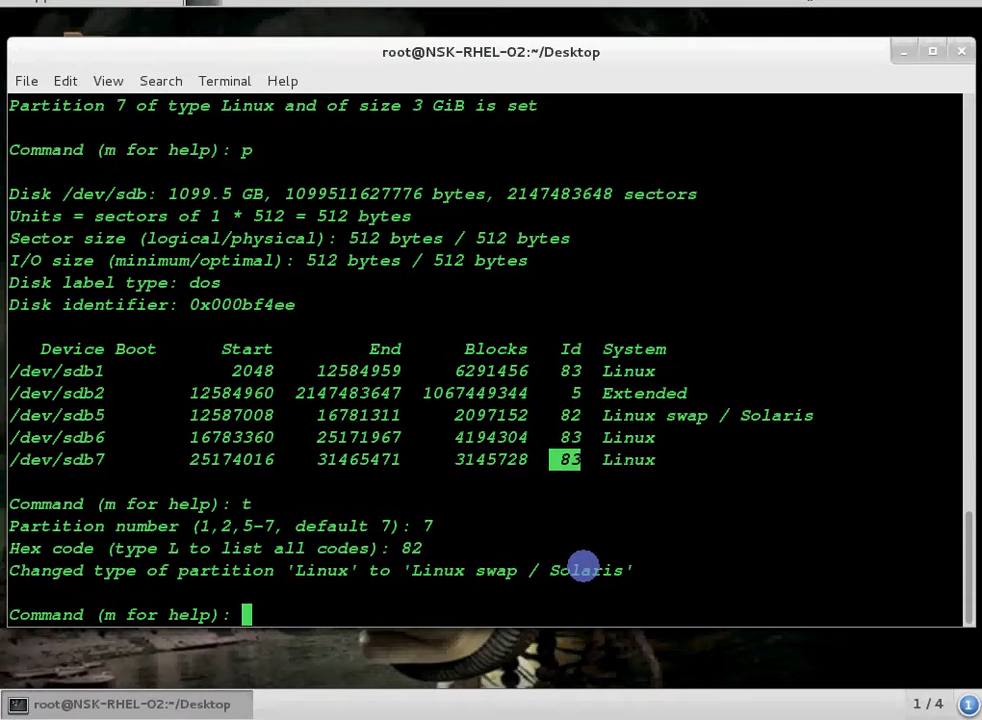 root@NSK-RHEL-02:~/Desktop
File Edit View Search Terminal Help
Partition 7 of type Linux and of size 3 GiB is set
Command (m for help): p
Disk /dev/sdb: 1099.5 GB, 1099511627776 bytes, 2147483648 sectors
Units = sectors of 1 * 512 = 512 bytes
Sector size (logical/physical): 512 bytes / 512 bytes
I/O size (minimum/optimal): 512 bytes / 512 bytes
Disk label type: dos
Disk identifier: 0x000bf4ee
Device Boot Start End Blocks Id System
/dev/sdb1 2048 12584959 6291456 83 Linux
/dev/sdb2 12584960 2147483647 1067449344 5 Extended
/dev/sdb5 12587008 16781311 2097152 82 Linux swap / Solaris
/dev/sdb6 16783360 25171967 4194304 83 Linux
/dev/sdb7 25174016 31465471 3145728 83 Linux
Command (m for help): t
Partition number (1,2,5-7, default 7): 7
Hex code (type L to list all codes): 82
Changed type of partition 'Linux' to 'Linux swap / Solaris'
Command (m for help):
root@NSK-RHEL-02:~/Desktop
1 / 4
1